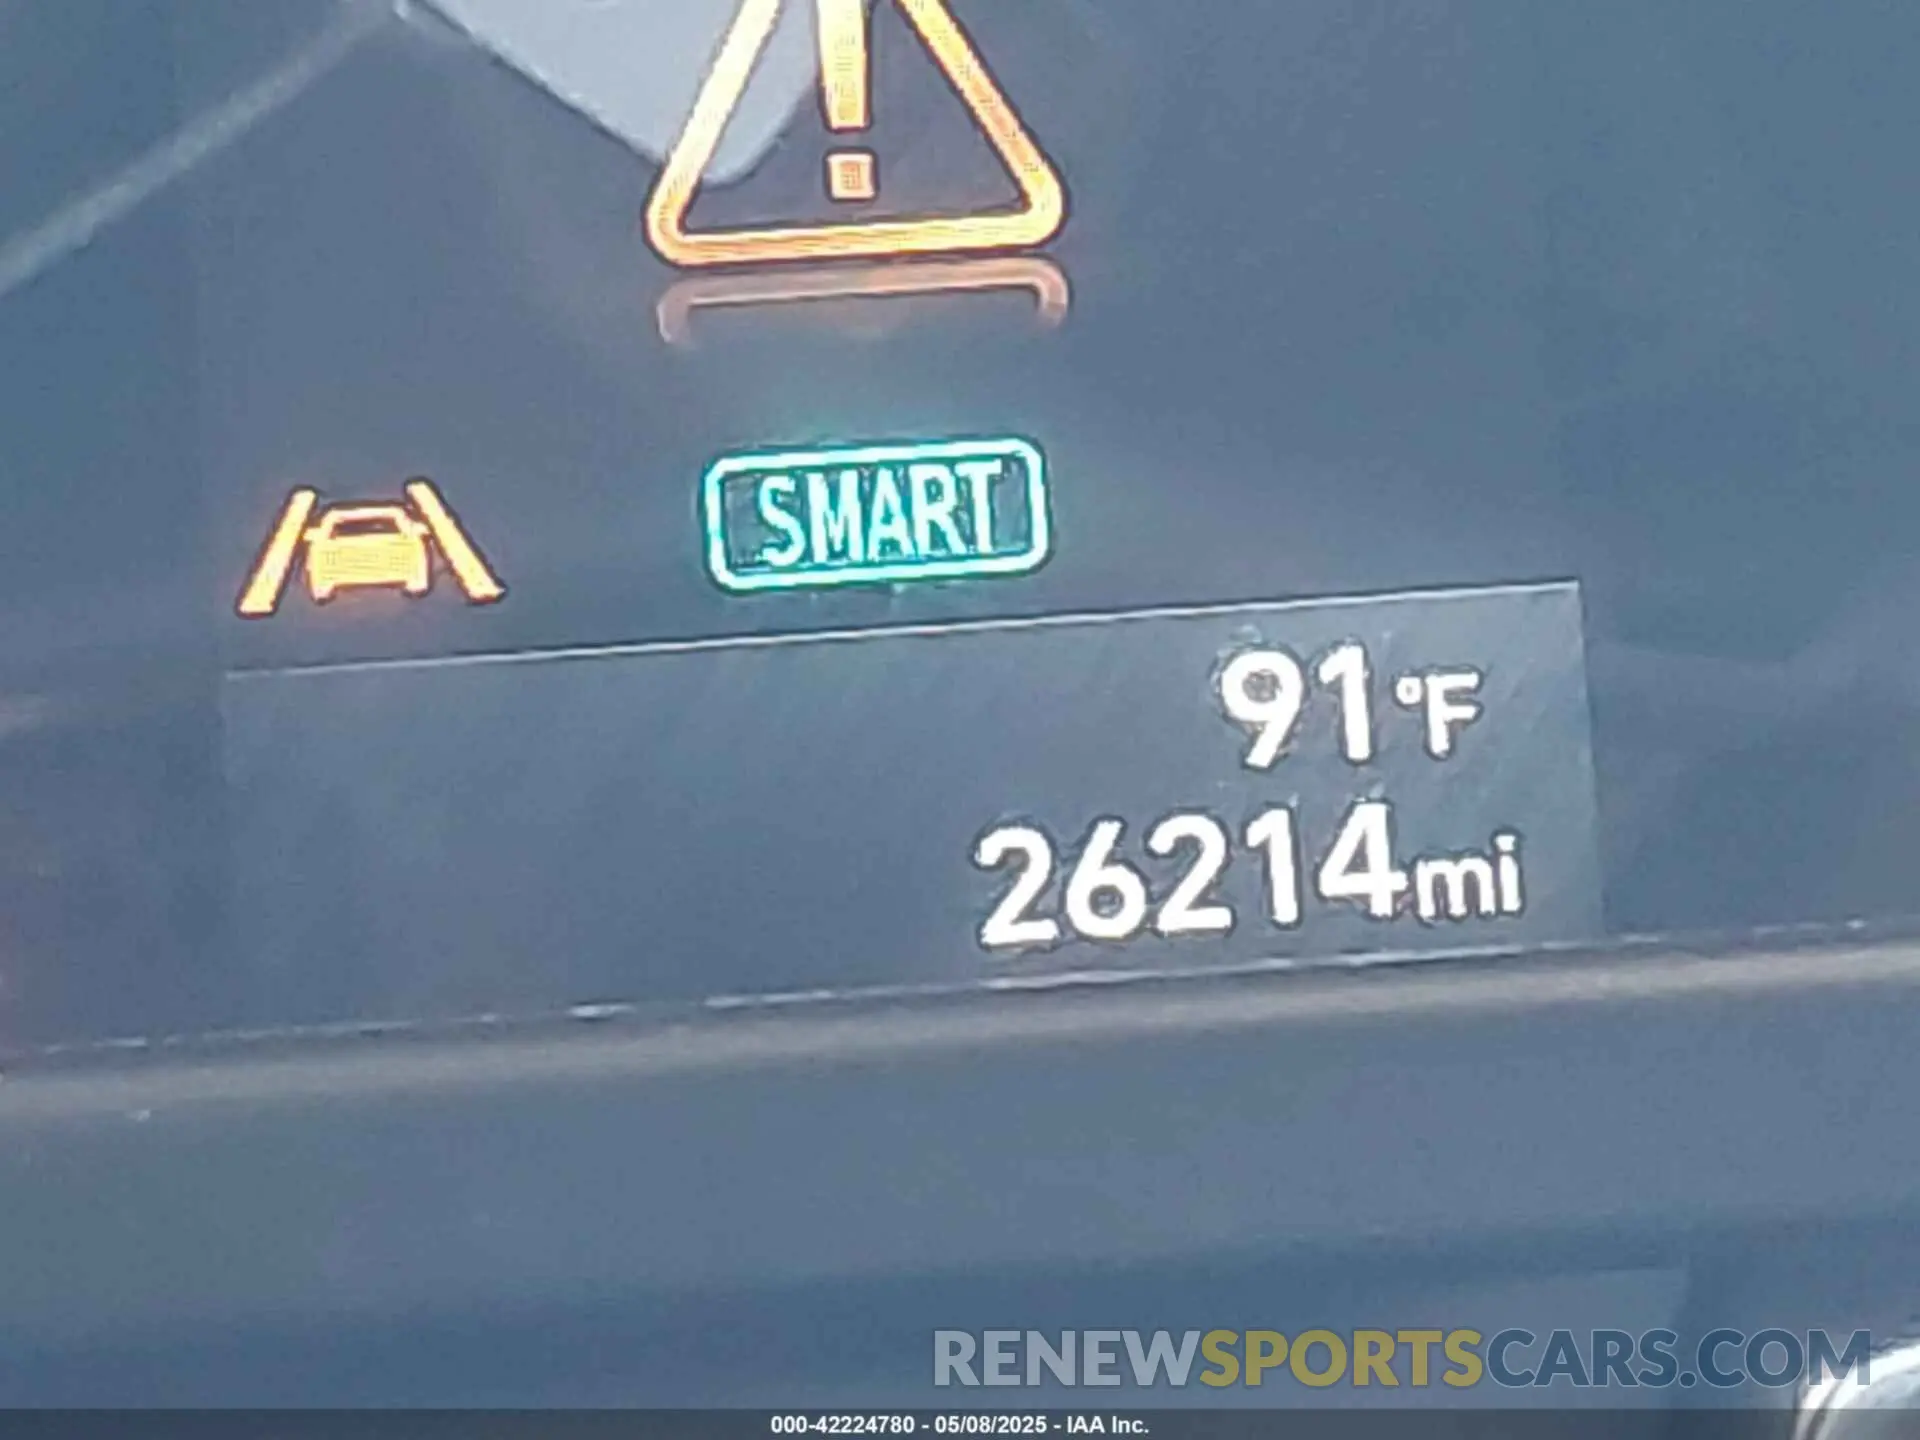 SMART
91°F
26214mi
RENEWSPORTSCARS.COM
000-42224780 - 05/08/2025 - IAA Inc.